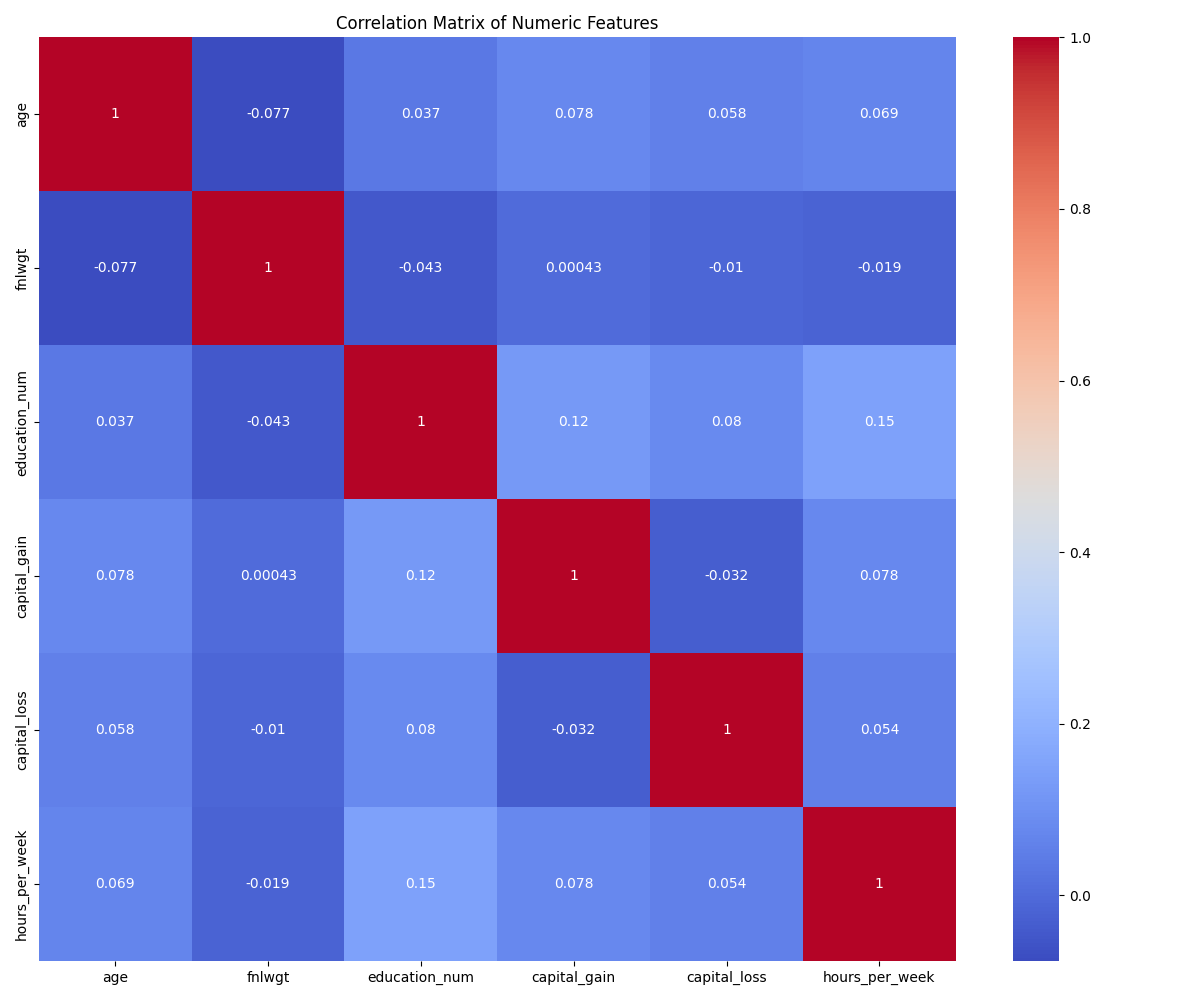 Correlation Matrix of Numeric Features
age 1 -0.077 0.037 0.078 0.058 0.069
fnlwgt -0.077 1 -0.043 0.00043 -0.01 -0.019
education_num 0.037 -0.043 1 0.12 0.08 0.15
capital_gain 0.078 0.00043 0.12 1 -0.032 0.078
capital_loss 0.058 -0.01 0.08 -0.032 1 0.054
hours_per_week 0.069 -0.019 0.15 0.078 0.054 1
age fnlwgt education_num capital_gain capital_loss hours_per_week
1.0
0.8
0.6
0.4
0.2
0.0